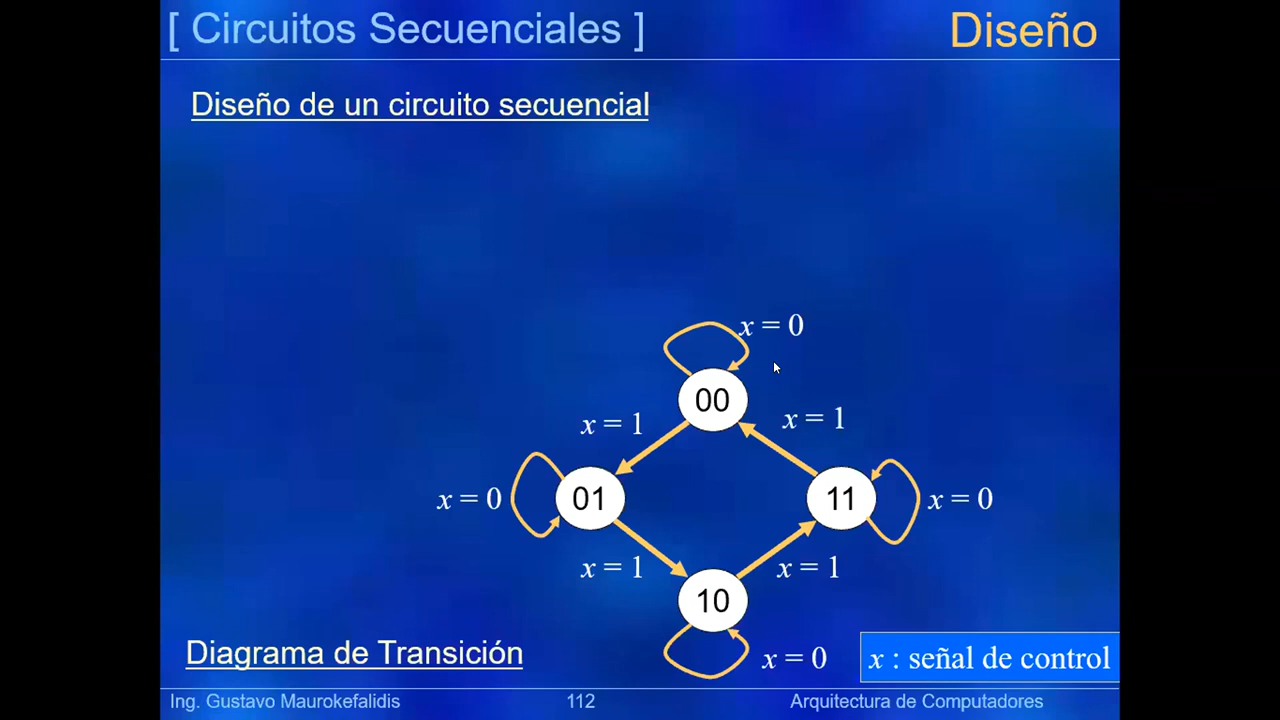 [ Circuitos Secuenciales ]
Diseño
Diseño de un circuito secuencial
x = 0
00
x = 1
x = 1
x = 0
01
11
x = 0
x = 1
x = 1
10
x = 0
Diagrama de Transición
x : señal de control
Ing. Gustavo Maurokefalidis
112
Arquitectura de Computadores